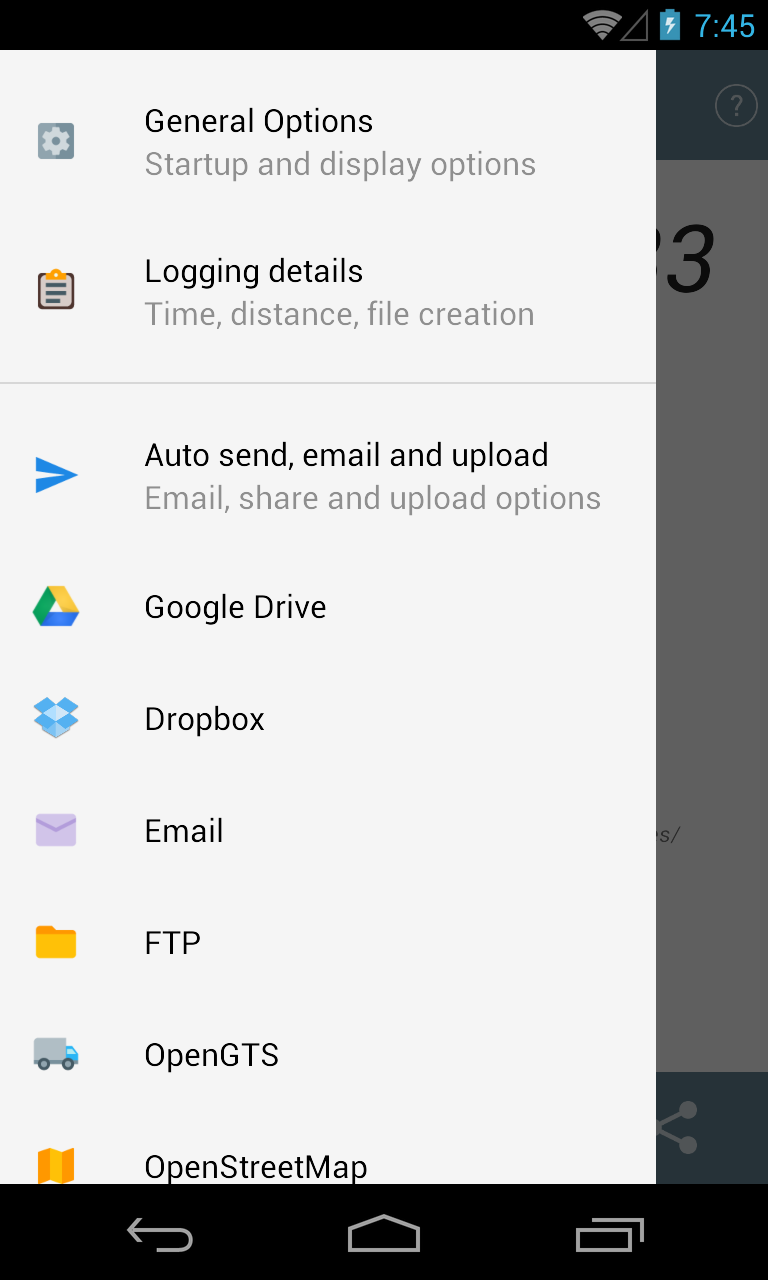 7:45
?
General Options
Startup and display options
3
Logging details
Time, distance, file creation
Auto send, email and upload
Email, share and upload options
Google Drive
Dropbox
Email
es/
FTP
OpenGTS
OpenStreetMap